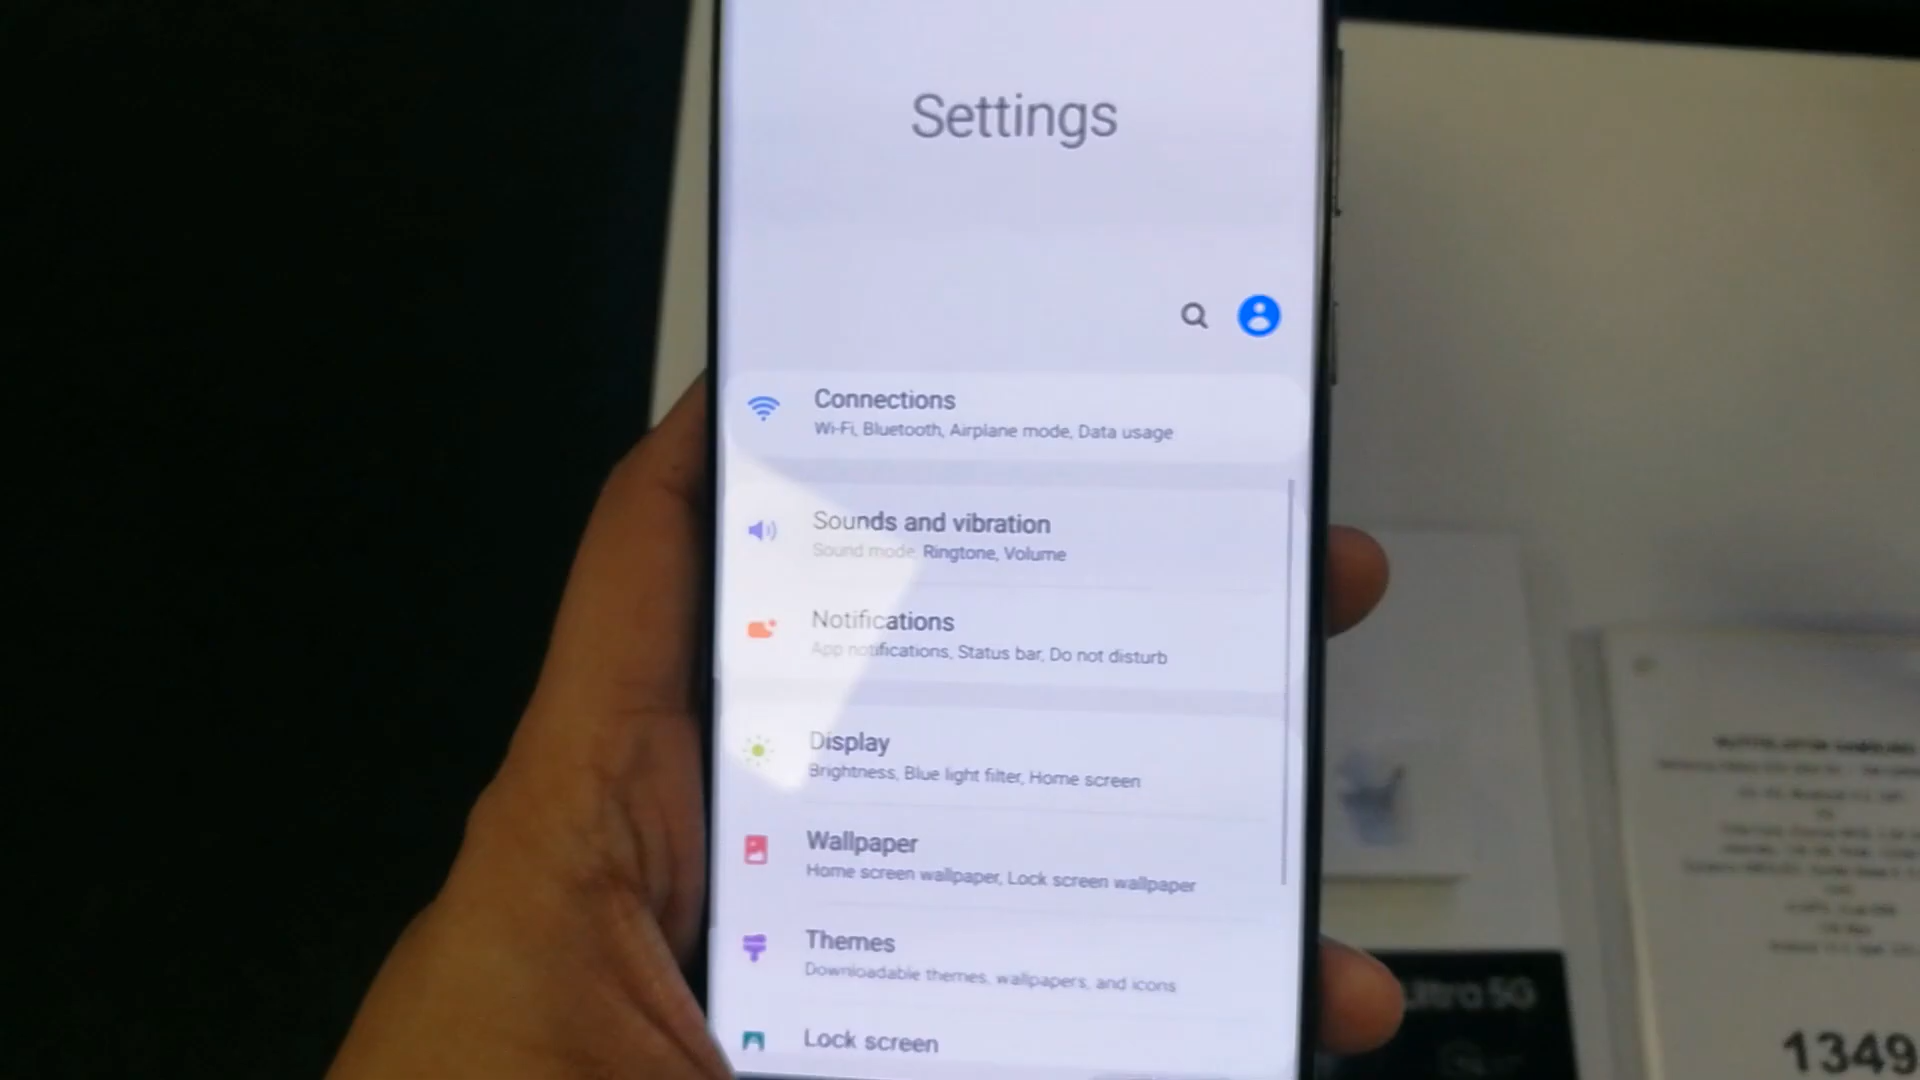 Settings
Connections
Wi-Fi, Bluetooth, Airplane mode, Data usage
Sounds and vibration
Sound mode, Ringtone, Volume
Notifications
App notifications, Status bar, Do not disturb
Display
Brightness, Blue light filter, Home screen
Wallpaper
Home screen wallpaper, Lock screen wallpaper
Themes
Downloadable themes, wallpapers, and icons
Lock screen
Ultra 5G
1349